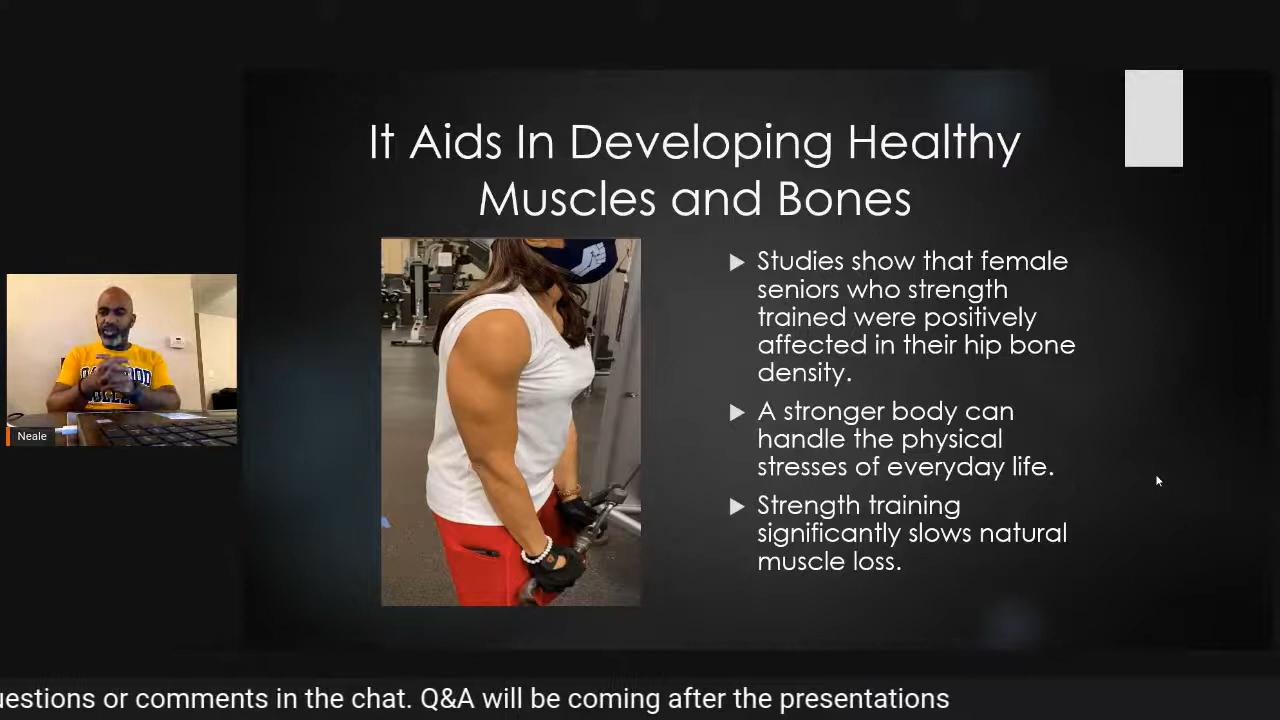 It Aids In Developing Healthy
Muscles and Bones
Studies show that female
seniors who strength
trained were positively
affected in their hip bone
density.
A stronger body can
handle the physical
stresses of everyday life.
Strength training
significantly slows natural
muscle loss.
Neale
uestions or comments in the chat. Q&A will be coming after the presentations